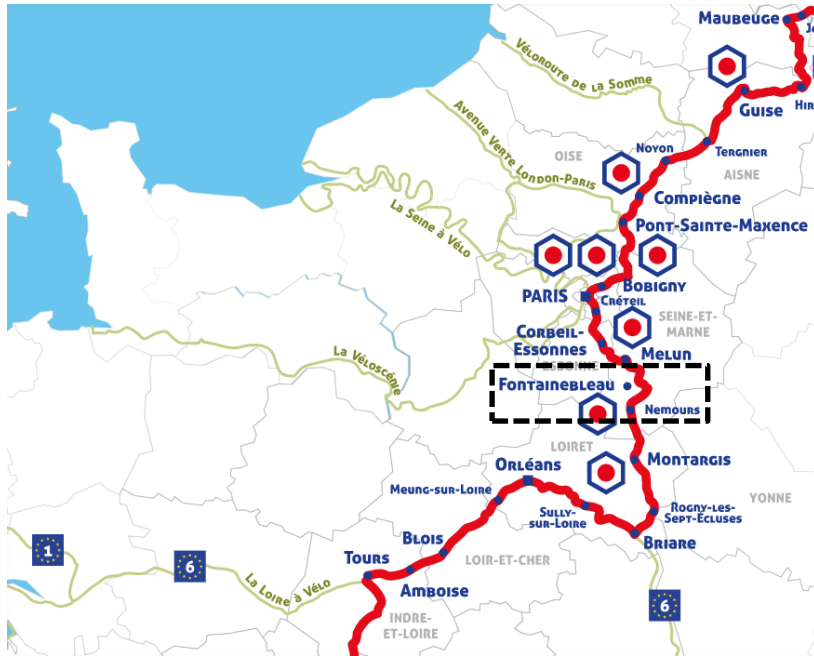 Maubeuge
Véloroute de la Somme
Guise
Avenue Verte London-Paris
Noyon
Tergnier
OISE
AISNE
Compiègne
La Seine à Vélo
Pont-Sainte-Maxence
Bobigny
PARIS
Créteil
SEINE-ET-
MARNE
Corbeil-
Essonnes
Melun
La Véloscénie
ESSONNE
Fontainebleau
Nemours
LOIRET
Orléans
Montargis
Meung-sur-Loire
YONNE
Sully-
sur-Loire
Rogny-les-
Sept-Écluses
Briare
Blois
LOIR-ET-CHER
1
6
Tours
La Loire à Vélo
Amboise
6
INDRE-
ET-LOIRE